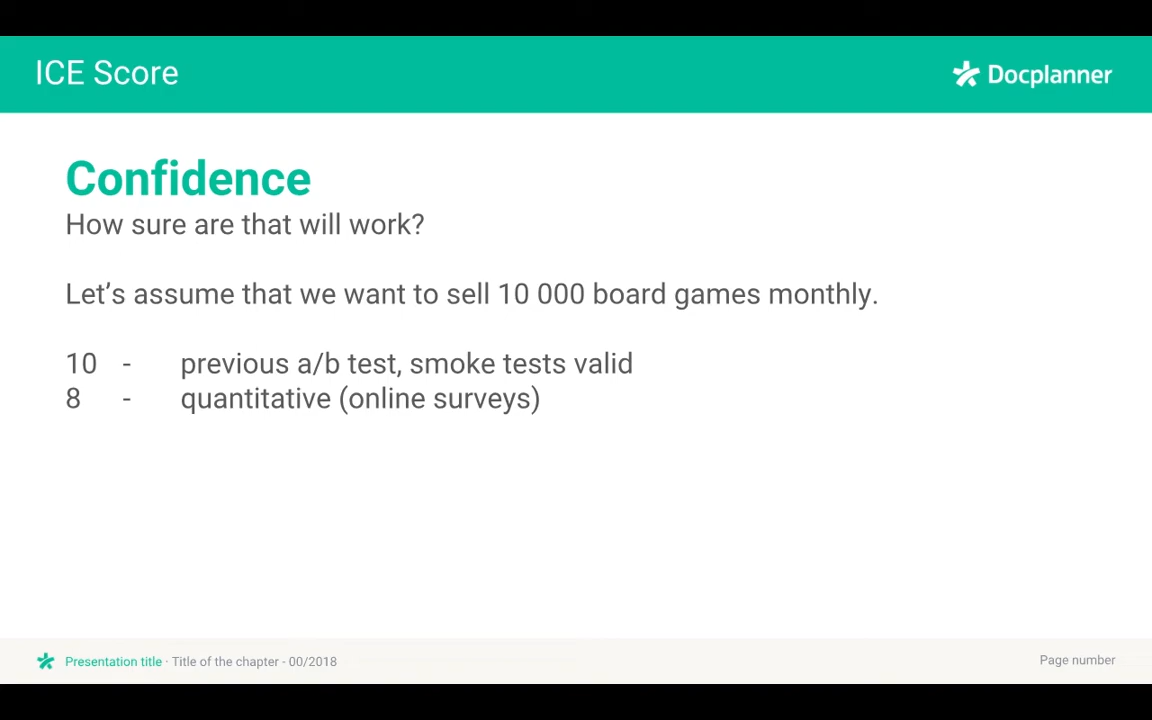 ICE Score
Docplanner
Confidence
How sure are that will work?
Let's assume that we want to sell 10 000 board games monthly.
10 - previous a/b test, smoke tests valid
8 - quantitative (online surveys)
Presentation title · Title of the chapter - 00/2018
Page number